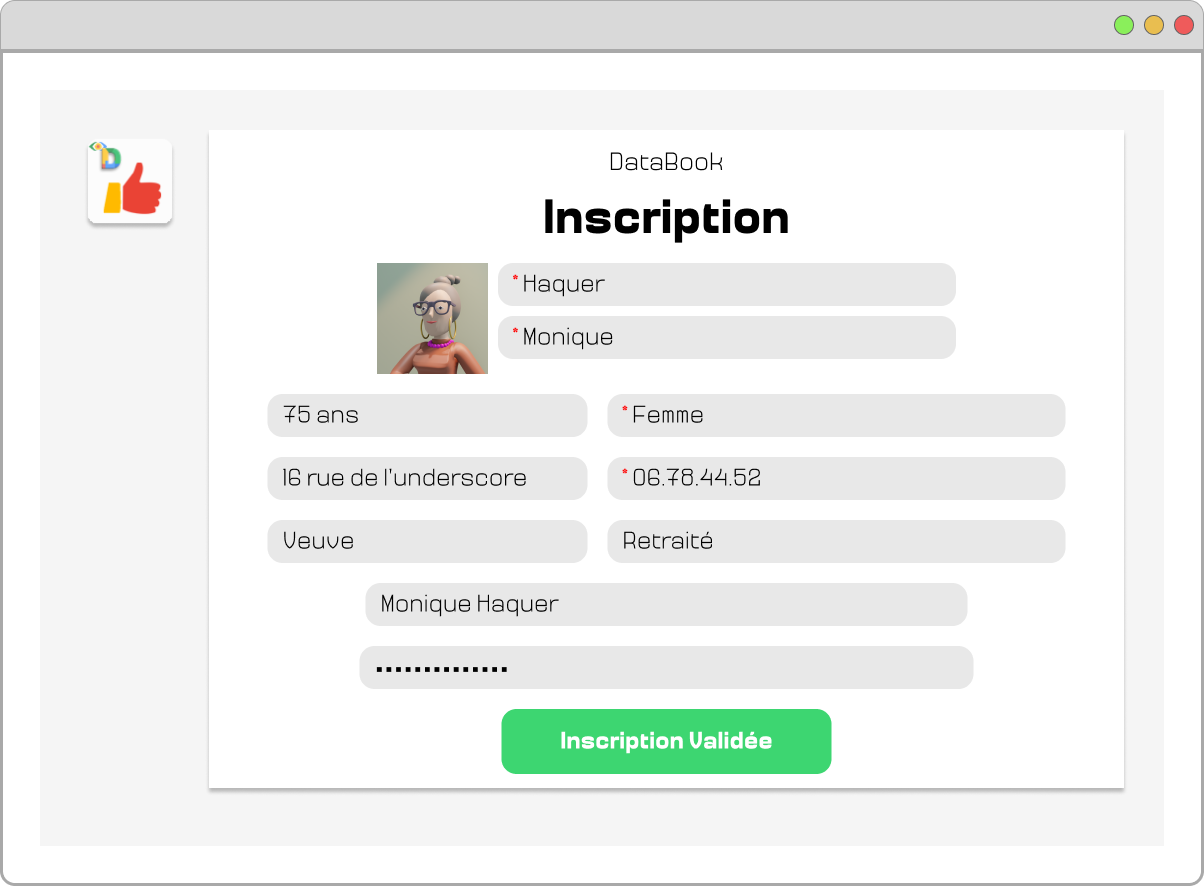 D
DataBook
Inscription
*Haquer
*Monique
75 ans
*Femme
16 rue de l'underscore
*06.78.44.52
Veuve
Retraité
Monique Haquer
••••••••••••••
Inscription Validée